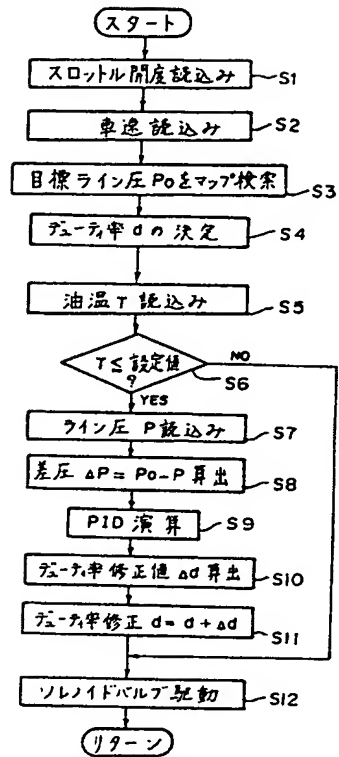 スタート
スロットル開度読込み S1
車速読込み S2
目標ライン圧Poをマップ検索 S3
デューティ率dの決定 S4
油温T読込み S5
T≦設定値 NO
? S6
YES
ライン圧P読込み S7
差圧 ΔP=Po-P 算出 S8
PID演算 S9
デューティ率修正値Δd算出 S10
デューティ率修正 d=d+Δd S11
ソレノイドバルブ駆動 S12
リターン